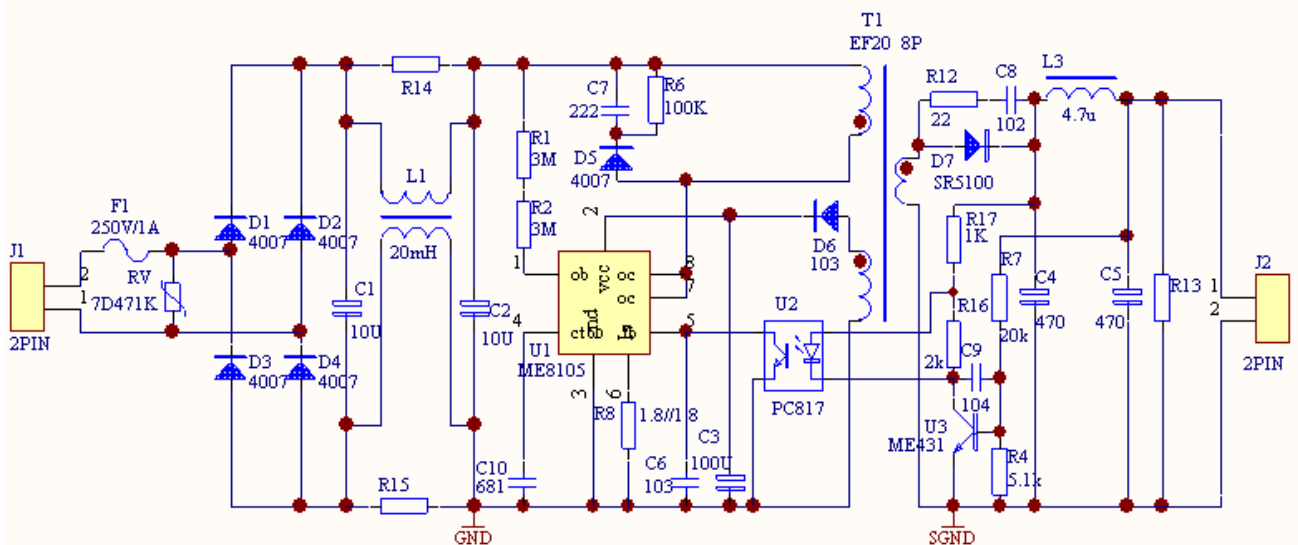 T1
EF20 8P
R14
C7
222
R6
100K
R12
22
C8
102
L3
4.7u
R1
3M
D5
4007
D7
SR5100
L1
20mH
R2
3M
2
F1
250V/1A
D1
4007
D2
4007
D6
103
R17
1K
R7
20k
J1
2
1
2PIN
RV
7D471K
C1
10U
C2
10U
1
ob
vcc
oc
8
oc
7
4
ctob
gnd
5
U1
ME8105
3
6
U2
PC817
R16
2k
C9
104
C4
470
C5
470
R13
J2
1
2
2PIN
D3
4007
D4
4007
R8
1.8//1.8
U3
ME431
R4
5.1k
R15
C10
681
C6
103
C3
100U
GND
SGND